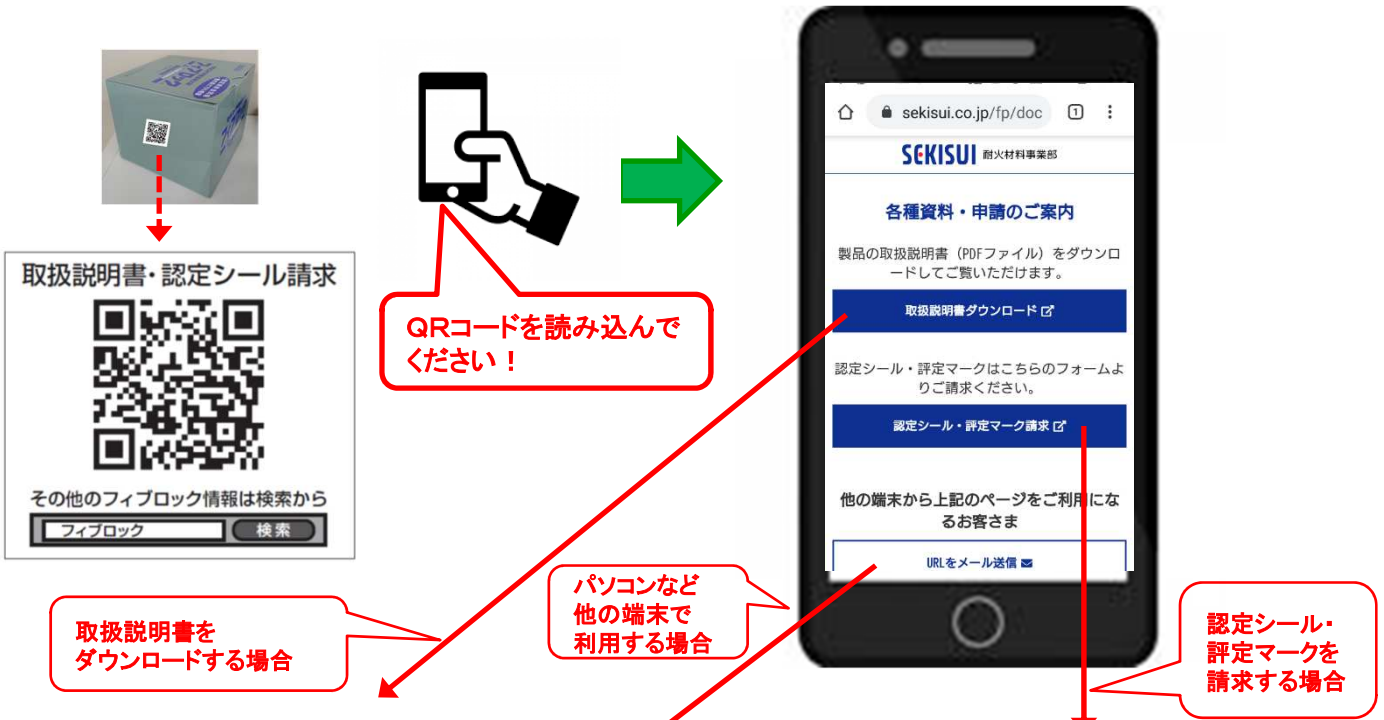 取扱説明書・認定シール請求
その他のフィブロック情報は検索から
フィブロック 検索
QRコードを読み込んで
ください！
sekisui.co.jp/fp/doc 1
SEKISUI 耐火材料事業部
各種資料・申請のご案内
製品の取扱説明書（PDFファイル）をダウンロ
ードしてご覧いただけます。
取扱説明書ダウンロード
認定シール・評定マークはこちらのフォームよ
りご請求ください。
認定シール・評定マーク請求
他の端末から上記のページをご利用にな
るお客さま
URLをメール送信
取扱説明書を
ダウンロードする場合
パソコンなど
他の端末で
利用する場合
認定シール・
評定マークを
請求する場合